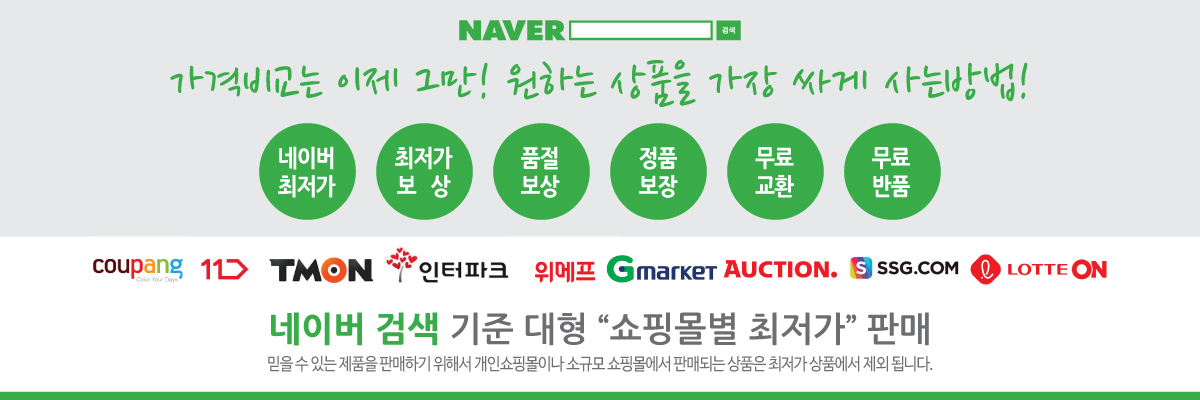 NAVER 검색
가격비교는 이제 그만! 원하는 상품을 가장 싸게 사는방법!
네이버 최저가 보상 품절 정품 무료 무료
최저가 보 상 보상 보장 교환 반품
coupang 11 TMON 인터파크 위메프 Gmarket AUCTION. S SSG.COM L LOTTE ON
Color Your Days
네이버 검색 기준 대형 “쇼핑몰별 최저가” 판매
믿을 수 있는 제품을 판매하기 위해서 개인쇼핑몰이나 소규모 쇼핑몰에서 판매되는 상품은 최저가 상품에서 제외 됩니다.